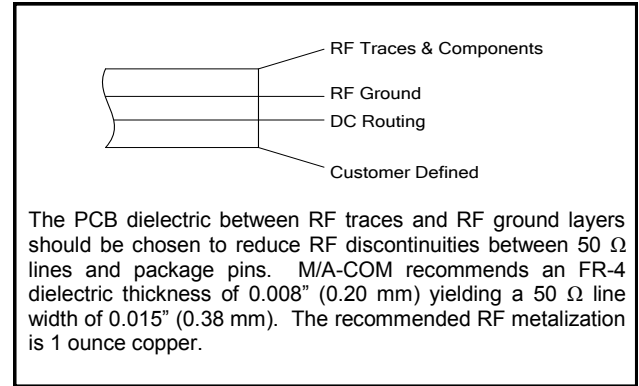 RF Traces & Components
RF Ground
DC Routing
Customer Defined
The PCB dielectric between RF traces and RF ground layers
should be chosen to reduce RF discontinuities between 50 Ω
lines and package pins. M/A-COM recommends an FR-4
dielectric thickness of 0.008” (0.20 mm) yielding a 50 Ω line
width of 0.015” (0.38 mm). The recommended RF metalization
is 1 ounce copper.